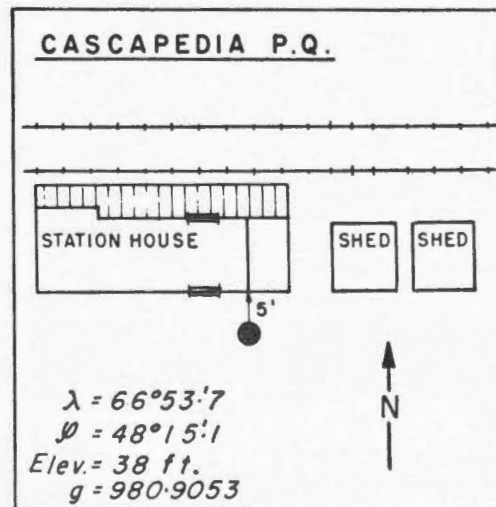 CASCAPEDIA P.Q.
STATION HOUSE
SHED SHED
5'
N
λ = 66°53·'7
φ = 48°15·'1
Elev. = 38 ft.
g = 980·9053